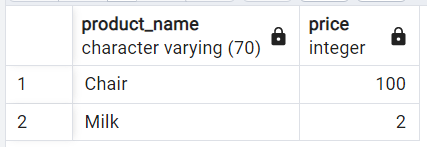 product_name price
character varying (70) integer
1 Chair 100
2 Milk 2